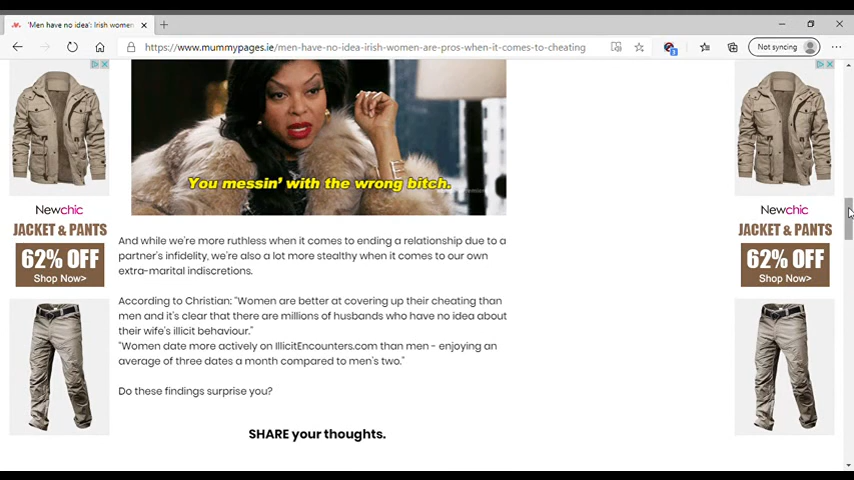 'Men have no idea': Irish women
Not syncing
https://www.mummypages.ie/men-have-no-idea-irish-women-are-pros-when-it-comes-to-cheating
3
You messin' with the wrong bitch.
Newchic
JACKET & PANTS
62% OFF
Shop Now>
And while we're more ruthless when it comes to ending a relationship due to a
partner's infidelity, we're also a lot more stealthy when it comes to our own
extra-marital indiscretions.
According to Christian: "Women are better at covering up their cheating than
men and it's clear that there are millions of husbands who have no idea about
their wife's illicit behaviour."
"Women date more actively on IllicitEncounters.com than men - enjoying an
average of three dates a month compared to men's two."
Do these findings surprise you?
SHARE your thoughts.
Newchic
JACKET & PANTS
62% OFF
Shop Now>